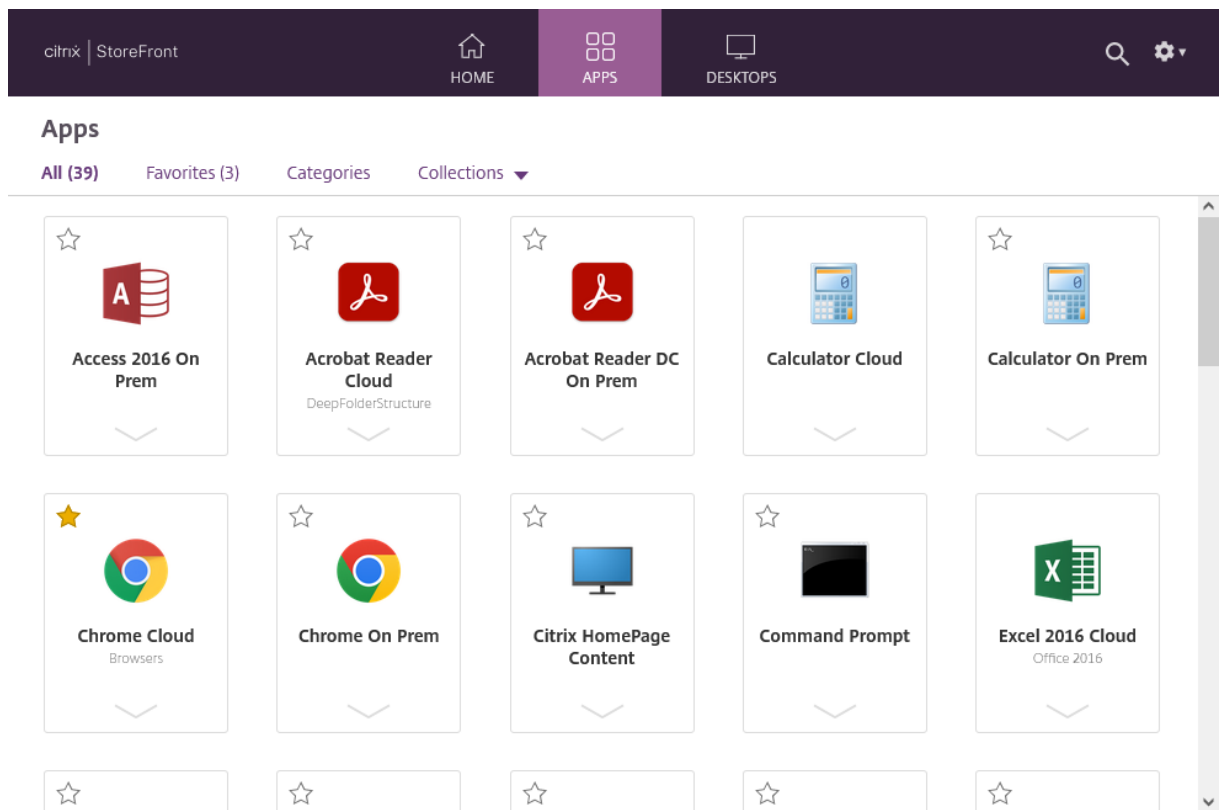 citrix | StoreFront
HOME
APPS
DESKTOPS
Apps
All (39)
Favorites (3)
Categories
Collections
Access 2016 On
Prem
Acrobat Reader
Cloud
DeepFolderStructure
Acrobat Reader DC
On Prem
Calculator Cloud
Calculator On Prem
Chrome Cloud
Browsers
Chrome On Prem
Citrix HomePage
Content
Command Prompt
Excel 2016 Cloud
Office 2016